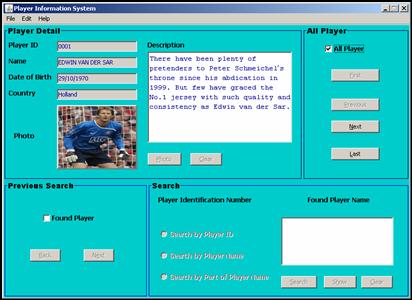 Player Information System
File Edit Help
Player Detail
Player ID 0001
Name EDWIN VAN DER SAR
Date of Birth 29/10/1970
Country Holland
Photo
Description
There have been plenty of
pretenders to Peter Schmeichel's
throne since his abdication in
1999. But few have graced the
No.1 jersey with such quality and
consistency as Edwin van der Sar.
Photo Clear
All Player
All Player
First
Previous
Next
Last
Previous Search
Found Player
Back Next
Search
Player Identification Number Found Player Name
Search by Player ID
Search by Player Name
Search by Part of Player Name
Search Show Clear